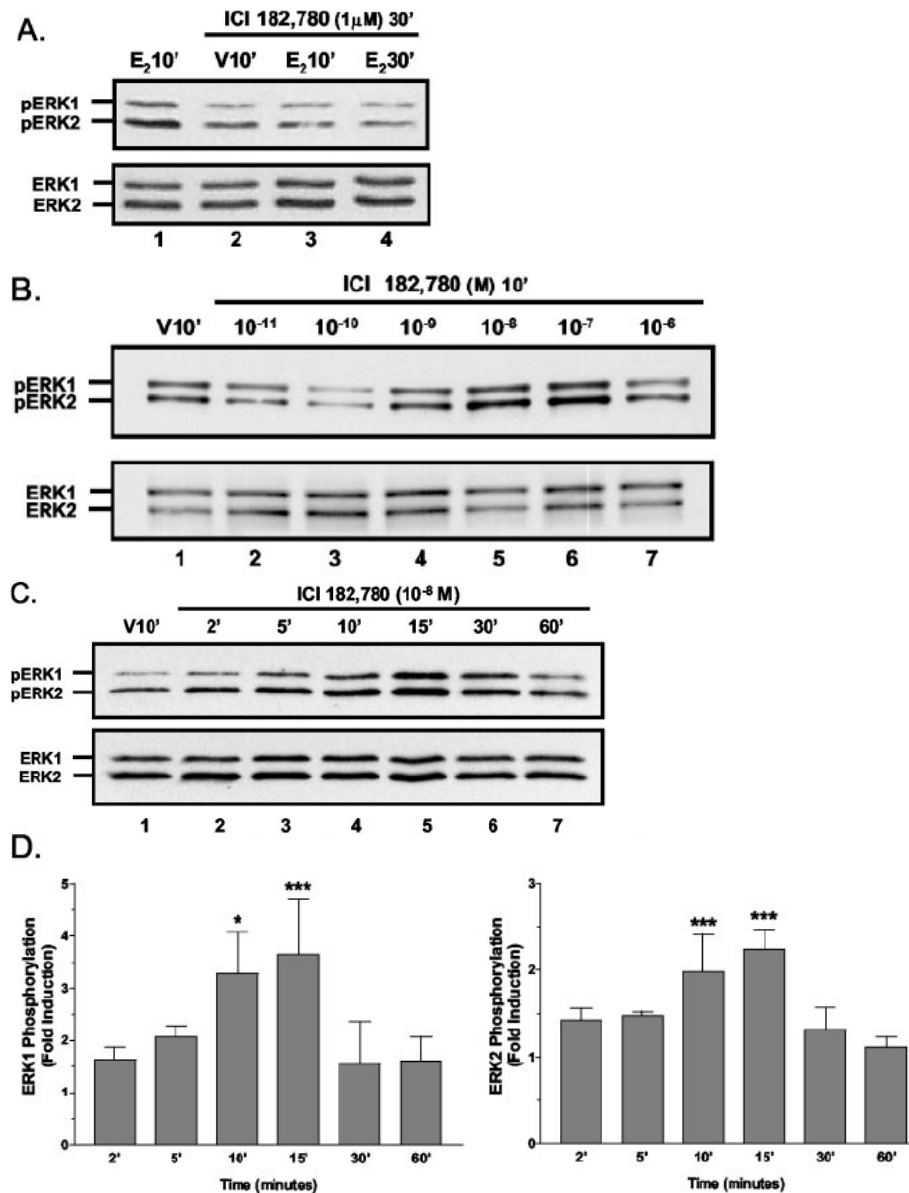 A.
ICI 182,780 (1μM) 30'
E₂10' V10' E₂10' E₂30'
pERK1
pERK2
ERK1
ERK2
1 2 3 4
B.
ICI 182,780 (M) 10'
V10' 10⁻¹¹ 10⁻¹⁰ 10⁻⁹ 10⁻⁸ 10⁻⁷ 10⁻⁶
pERK1
pERK2
ERK1
ERK2
1 2 3 4 5 6 7
C.
ICI 182,780 (10⁻⁸ M)
V10' 2' 5' 10' 15' 30' 60'
pERK1
pERK2
ERK1
ERK2
1 2 3 4 5 6 7
D.
ERK1 Phosphorylation
(Fold Induction)
5
4
3
2
1
0
* ***
2' 5' 10' 15' 30' 60'
Time (minutes)
ERK2 Phosphorylation
(Fold Induction)
3
2
1
0
*** ***
2' 5' 10' 15' 30' 60'
Time (minutes)